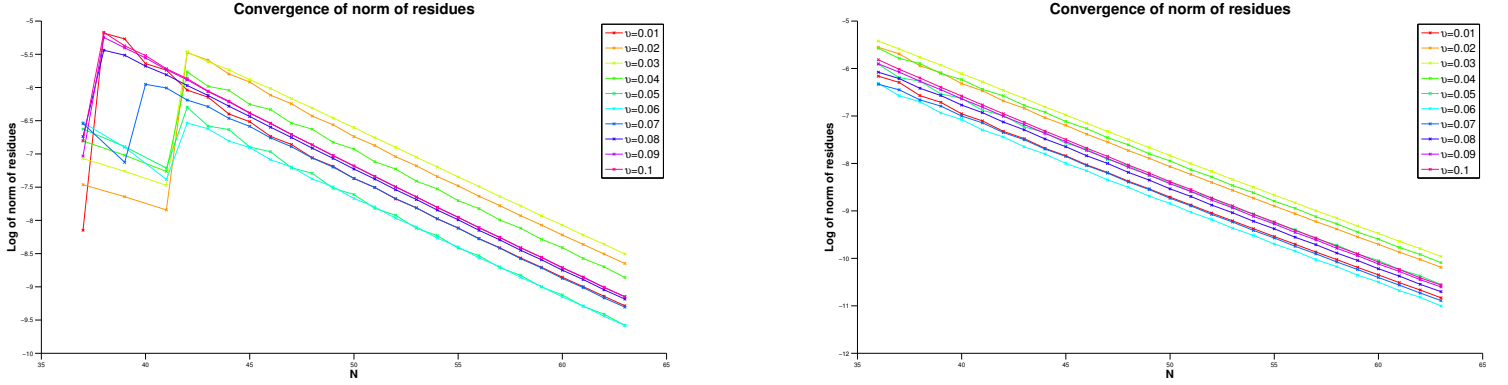 Convergence of norm of residues
Log of norm of residues
-5
-5.5
-6
-6.5
-7
-7.5
-8
-8.5
-9
-9.5
-10
35
40
45
50
55
60
65
N
υ=0.01
υ=0.02
υ=0.03
υ=0.04
υ=0.05
υ=0.06
υ=0.07
υ=0.08
υ=0.09
υ=0.1
Convergence of norm of residues
Log of norm of residues
-5
-6
-7
-8
-9
-10
-11
-12
35
40
45
50
55
60
65
N
υ=0.01
υ=0.02
υ=0.03
υ=0.04
υ=0.05
υ=0.06
υ=0.07
υ=0.08
υ=0.09
υ=0.1